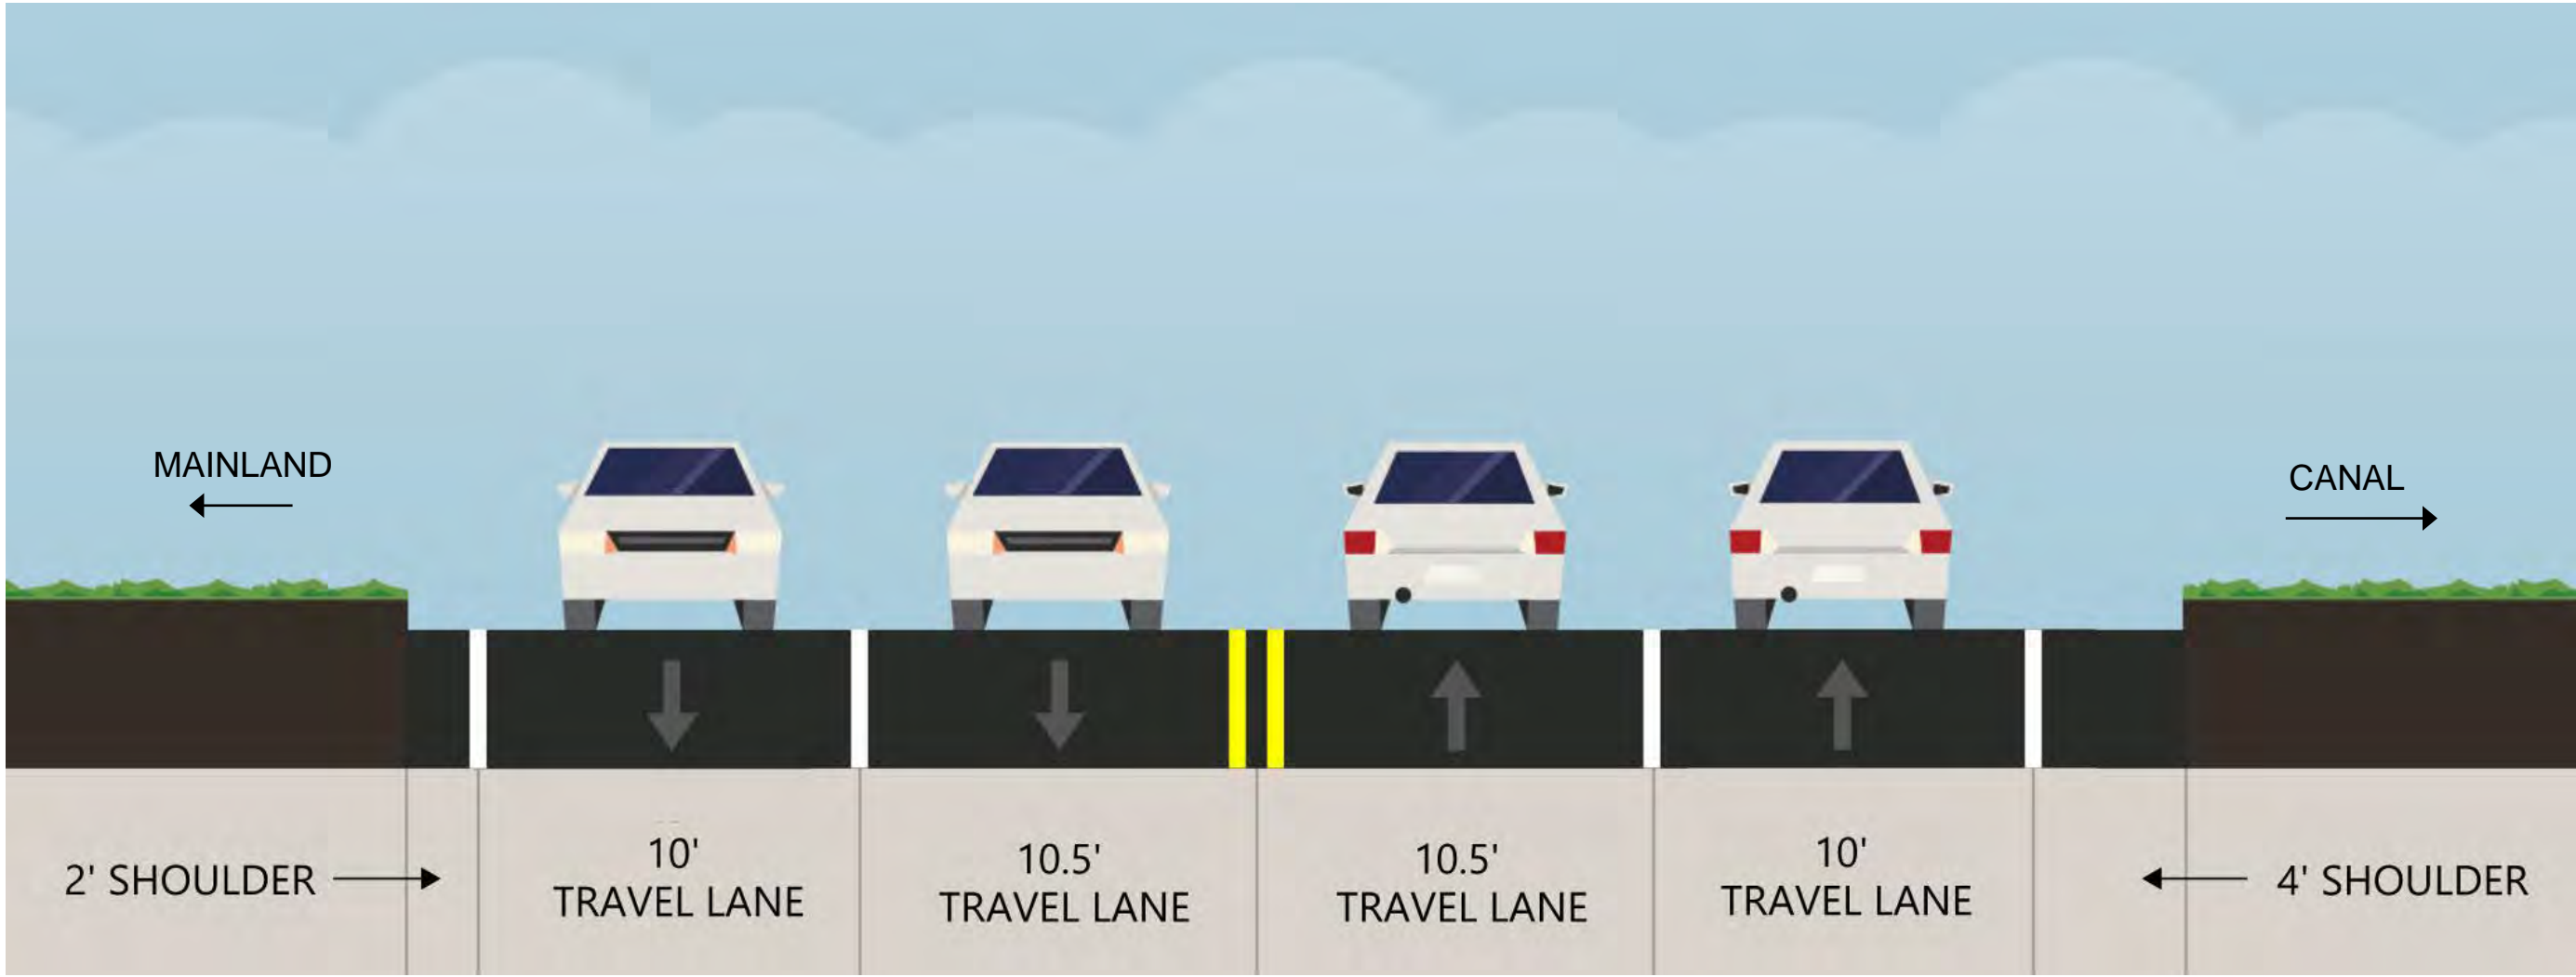 MAINLAND
CANAL
2' SHOULDER
10'
TRAVEL LANE
10.5'
TRAVEL LANE
10.5'
TRAVEL LANE
10'
TRAVEL LANE
4' SHOULDER